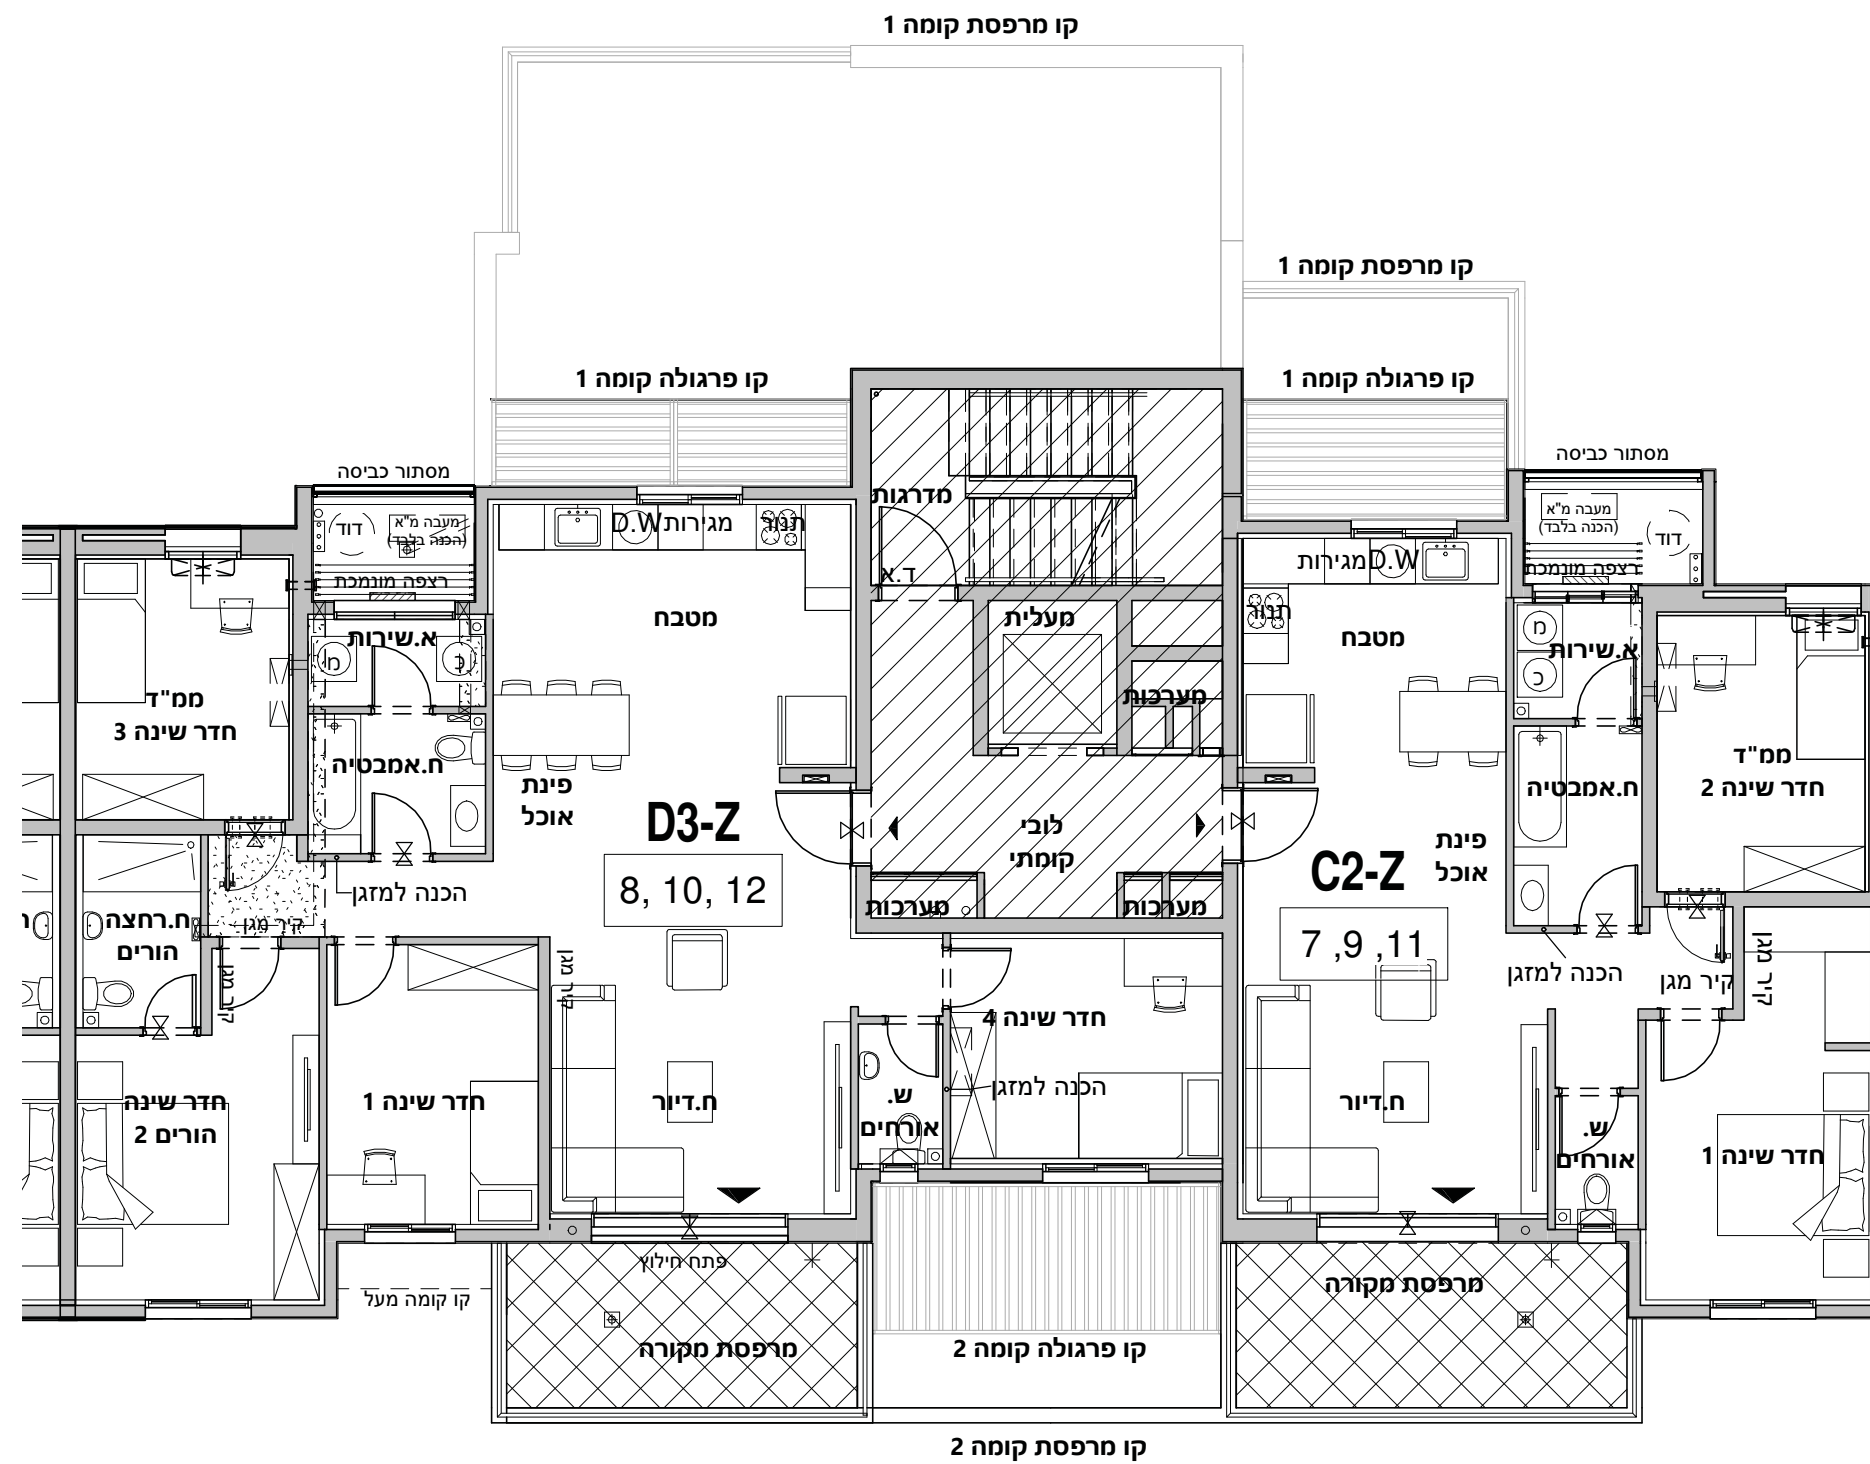 קו מרפסת קומה 1
קו מרפסת קומה 1
קו פרגולה קומה 1
קו פרגולה קומה 1
מסתור כביסה
מסתור כביסה
דוד
מעבה מ"א
(הכנה בלבד)
רצפה מונמכת
D.W
מגירות
תנור
מדרגות
ד.א
מגירות
D.W
תנור
מעבה מ"א
(הכנה בלבד)
דוד
רצפה מונמכת
א.שירות
מ
כ
מטבח
מעלית
מערכות
מטבח
מ
כ
א.שירות
ממ"ד
חדר שינה 3
ח.אמבטיה
פינת
אוכל
D3-Z
8, 10, 12
לובי
קומתי
מערכות
מערכות
C2-Z
7 ,9 ,11
פינת
אוכל
ח.אמבטיה
ממ"ד
חדר שינה 2
הכנה למזגן
ח.רחצה
הורים
קיר מגן
קיר מגן
קיר מגן
הכנה למזגן
קיר מגן
קיר מגן
חדר שינה
הורים 2
חדר שינה 1
ח.דיור
ש.
אורחים
חדר שינה 4
הכנה למזגן
ח.דיור
ש.
אורחים
חדר שינה 1
פתח חילוץ
קו קומה מעל
מרפסת מקורה
קו פרגולה קומה 2
מרפסת מקורה
קו מרפסת קומה 2